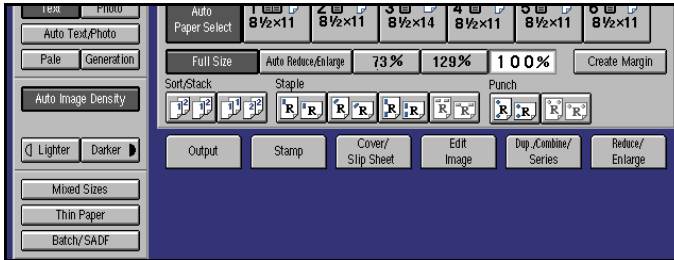 Text Photo
Auto Text/Photo
Pale Generation
Auto Image Density
Lighter Darker
Mixed Sizes
Thin Paper
Batch/SADF
Auto
Paper Select
1 8½×11
2 8½×11
3 8½×14
4 8½×11
5 8½×11
6 8½×11
Full Size Auto Reduce/Enlarge 73% 129% 100% Create Margin
Sort/Stack Staple Punch
Output
Stamp
Cover/
Slip Sheet
Edit
Image
Dup./Combine/
Series
Reduce/
Enlarge